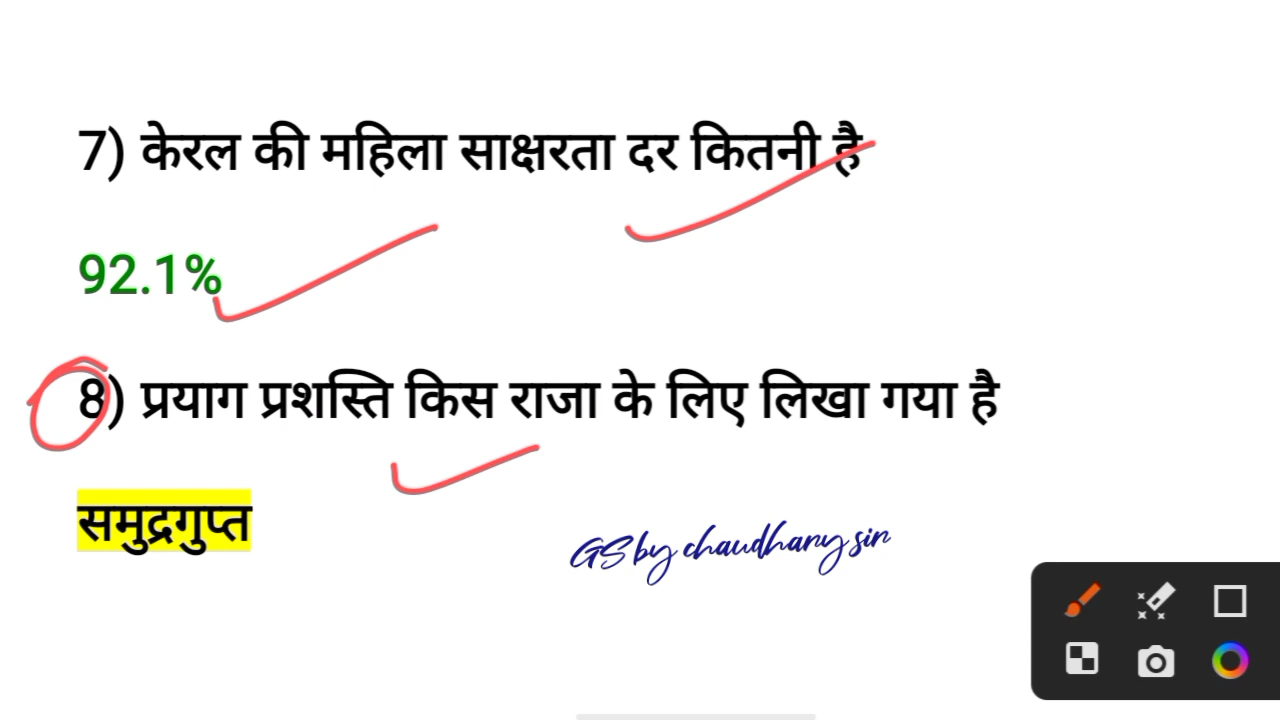 7) केरल की महिला साक्षरता दर कितनी है
92.1%
8) प्रयाग प्रशस्ति किस राजा के लिए लिखा गया है
समुद्रगुप्त
GS by chaudhary sir